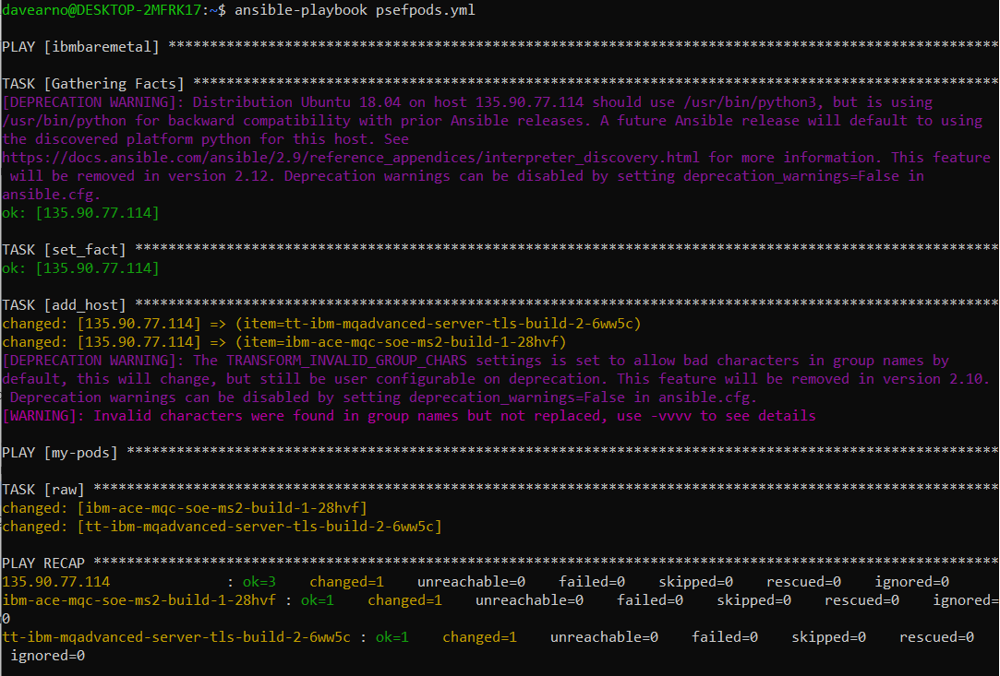 davearno@DESKTOP-2MFRK17:~$ ansible-playbook psefpods.yml
PLAY [ibmbaremetal] ****************************************************************************************************
TASK [Gathering Facts] *************************************************************************************************
[DEPRECATION WARNING]: Distribution Ubuntu 18.04 on host 135.90.77.114 should use /usr/bin/python3, but is using
/usr/bin/python for backward compatibility with prior Ansible releases. A future Ansible release will default to using
the discovered platform python for this host. See
https://docs.ansible.com/ansible/2.9/reference_appendices/interpreter_discovery.html for more information. This feature
will be removed in version 2.12. Deprecation warnings can be disabled by setting deprecation_warnings=False in
ansible.cfg.
ok: [135.90.77.114]
TASK [set_fact] ********************************************************************************************************
ok: [135.90.77.114]
TASK [add_host] ********************************************************************************************************
changed: [135.90.77.114] => (item=tt-ibm-mqadvanced-server-tls-build-2-6ww5c)
changed: [135.90.77.114] => (item=ibm-ace-mqc-soe-ms2-build-1-28hvf)
[DEPRECATION WARNING]: The TRANSFORM_INVALID_GROUP_CHARS settings is set to allow bad characters in group names by
default, this will change, but still be user configurable on deprecation. This feature will be removed in version 2.10.
Deprecation warnings can be disabled by setting deprecation_warnings=False in ansible.cfg.
[WARNING]: Invalid characters were found in group names but not replaced, use -vvvv to see details
PLAY [my-pods] *********************************************************************************************************
TASK [raw] *************************************************************************************************************
changed: [ibm-ace-mqc-soe-ms2-build-1-28hvf]
changed: [tt-ibm-mqadvanced-server-tls-build-2-6ww5c]
PLAY RECAP *************************************************************************************************************
135.90.77.114 : ok=3 changed=1 unreachable=0 failed=0 skipped=0 rescued=0 ignored=0
ibm-ace-mqc-soe-ms2-build-1-28hvf : ok=1 changed=1 unreachable=0 failed=0 skipped=0 rescued=0 ignored=
0
tt-ibm-mqadvanced-server-tls-build-2-6ww5c : ok=1 changed=1 unreachable=0 failed=0 skipped=0 rescued=0
ignored=0